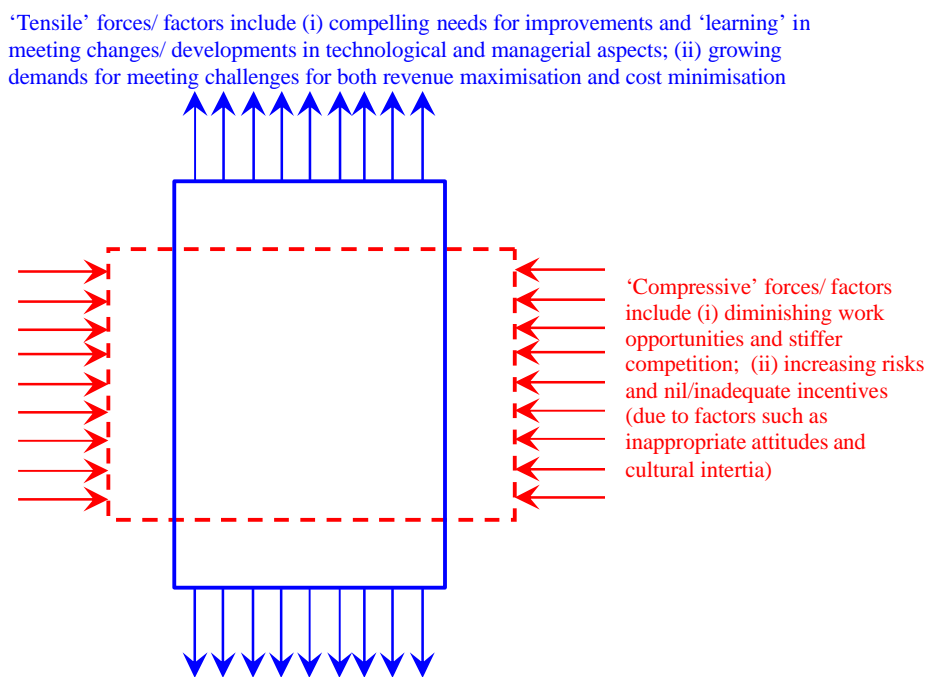 ‘Tensile’ forces/ factors include (i) compelling needs for improvements and ‘learning’ in
meeting changes/ developments in technological and managerial aspects; (ii) growing
demands for meeting challenges for both revenue maximisation and cost minimisation
‘Compressive’ forces/ factors
include (i) diminishing work
opportunities and stiffer
competition; (ii) increasing risks
and nil/inadequate incentives
(due to factors such as
inappropriate attitudes and
cultural intertia)